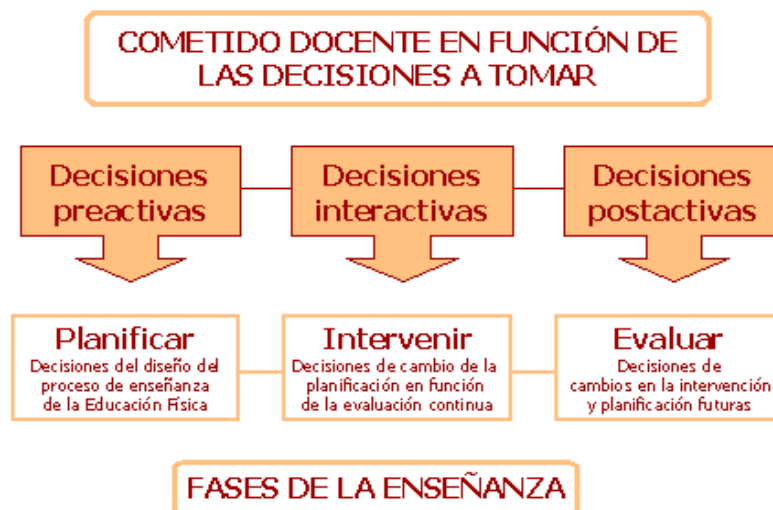 COMETIDO DOCENTE EN FUNCIÓN DE
LAS DECISIONES A TOMAR
Decisiones
preactivas
Decisiones
interactivas
Decisiones
postactivas
Planificar
Decisiones del diseño del
proceso de enseñanza
de la Educación Física
Intervenir
Decisiones de cambio de la
planificación en función
de la evaluación continua
Evaluar
Decisiones de
cambios en la intervención
y planificación futuras
FASES DE LA ENSEÑANZA